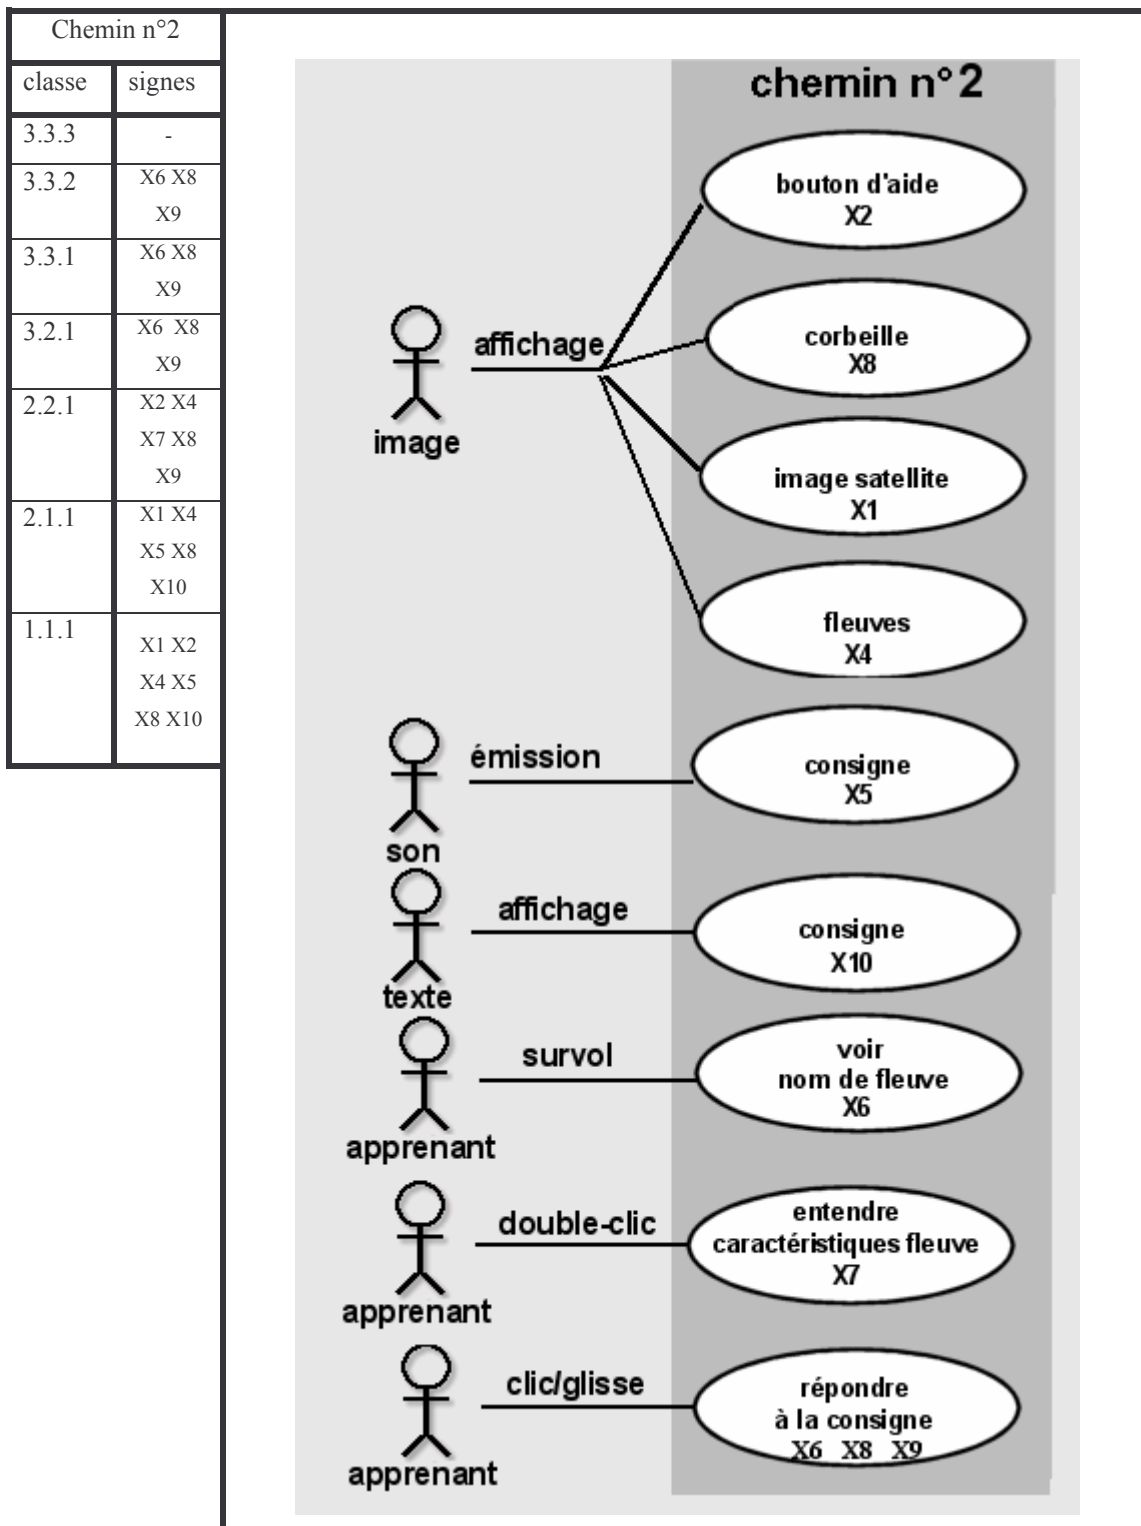 Chemin n°2
classe signes
3.3.3 -
3.3.2 X6 X8
X9
3.3.1 X6 X8
X9
3.2.1 X6 X8
X9
2.2.1 X2 X4
X7 X8
X9
2.1.1 X1 X4
X5 X8
X10
1.1.1 X1 X2
X4 X5
X8 X10
chemin n° 2
bouton d'aide
X2
affichage
image
corbeille
X8
image satellite
X1
fleuves
X4
émission
son
consigne
X5
affichage
texte
consigne
X10
survol
apprenant
voir
nom de fleuve
X6
double-clic
apprenant
entendre
caractéristiques fleuve
X7
clic/glisse
apprenant
répondre
à la consigne
X6 X8 X9